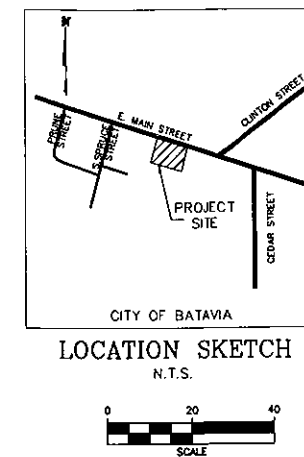 N
CLINTON STREET
E. MAIN STREET
PRUNE
STREET
S. SPRUCE
STREET
PROJECT
SITE
CEDAR STREET
CITY OF BATAVIA
LOCATION SKETCH
N.T.S.
0 20 40
SCALE